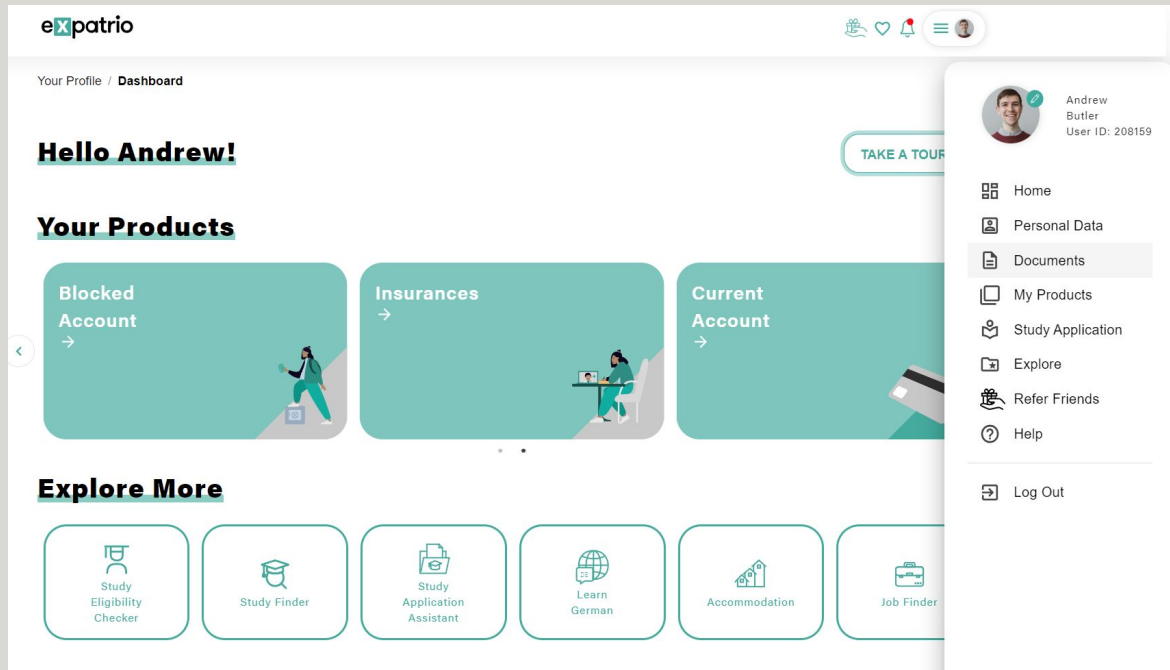 expatrio
Your Profile / Dashboard
Hello Andrew!
TAKE A TOUR
Your Products
Blocked
Account
Insurances
Current
Account
Explore More
Study
Eligibility
Checker
Study Finder
Study
Application
Assistant
Learn
German
Accommodation
Job Finder
Andrew
Butler
User ID: 208159
Home
Personal Data
Documents
My Products
Study Application
Explore
Refer Friends
Help
Log Out